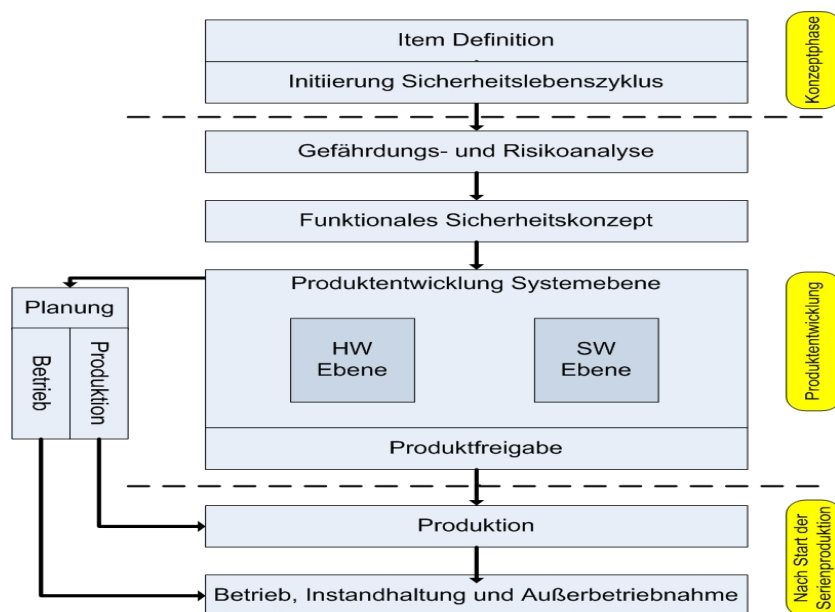 Item Definition
Initiierung Sicherheitslebenszyklus
Konzeptphase
Gefährdungs- und Risikoanalyse
Funktionales Sicherheitskonzept
Produktentwicklung Systemebene
HW
Ebene
SW
Ebene
Produktfreigabe
Produktentwicklung
Planung
Betrieb
Produktion
Produktion
Betrieb, Instandhaltung und Außerbetriebnahme
Nach Start der
Serienproduktion